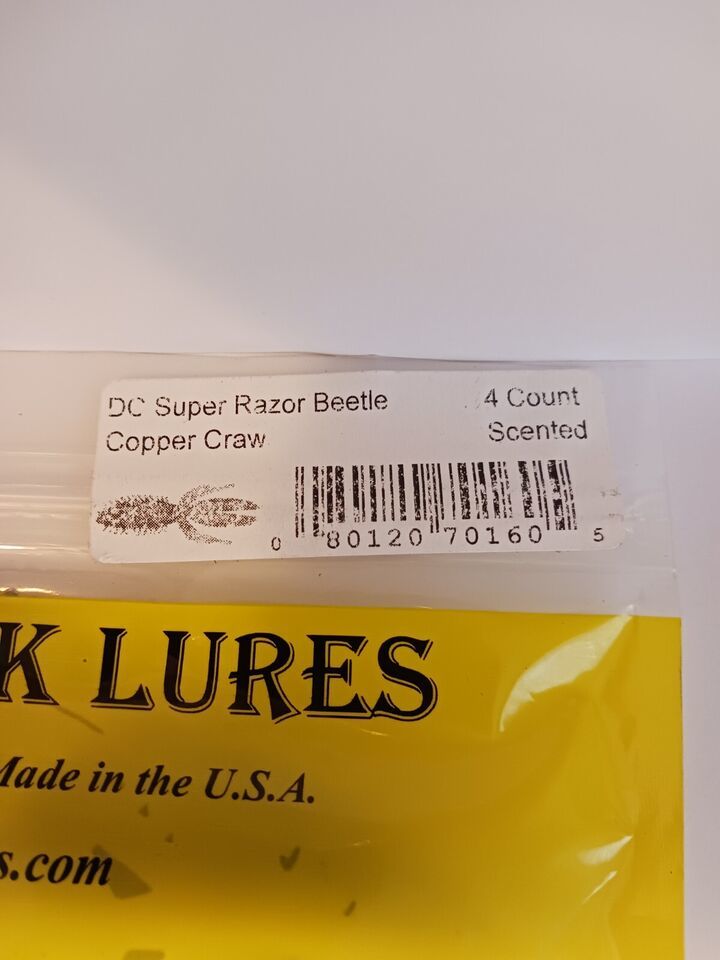 DC Super Razor Beetle 4 Count
Copper Craw Scented
0 80120 70160 5
K LURES
Made in the U.S.A.
s.com